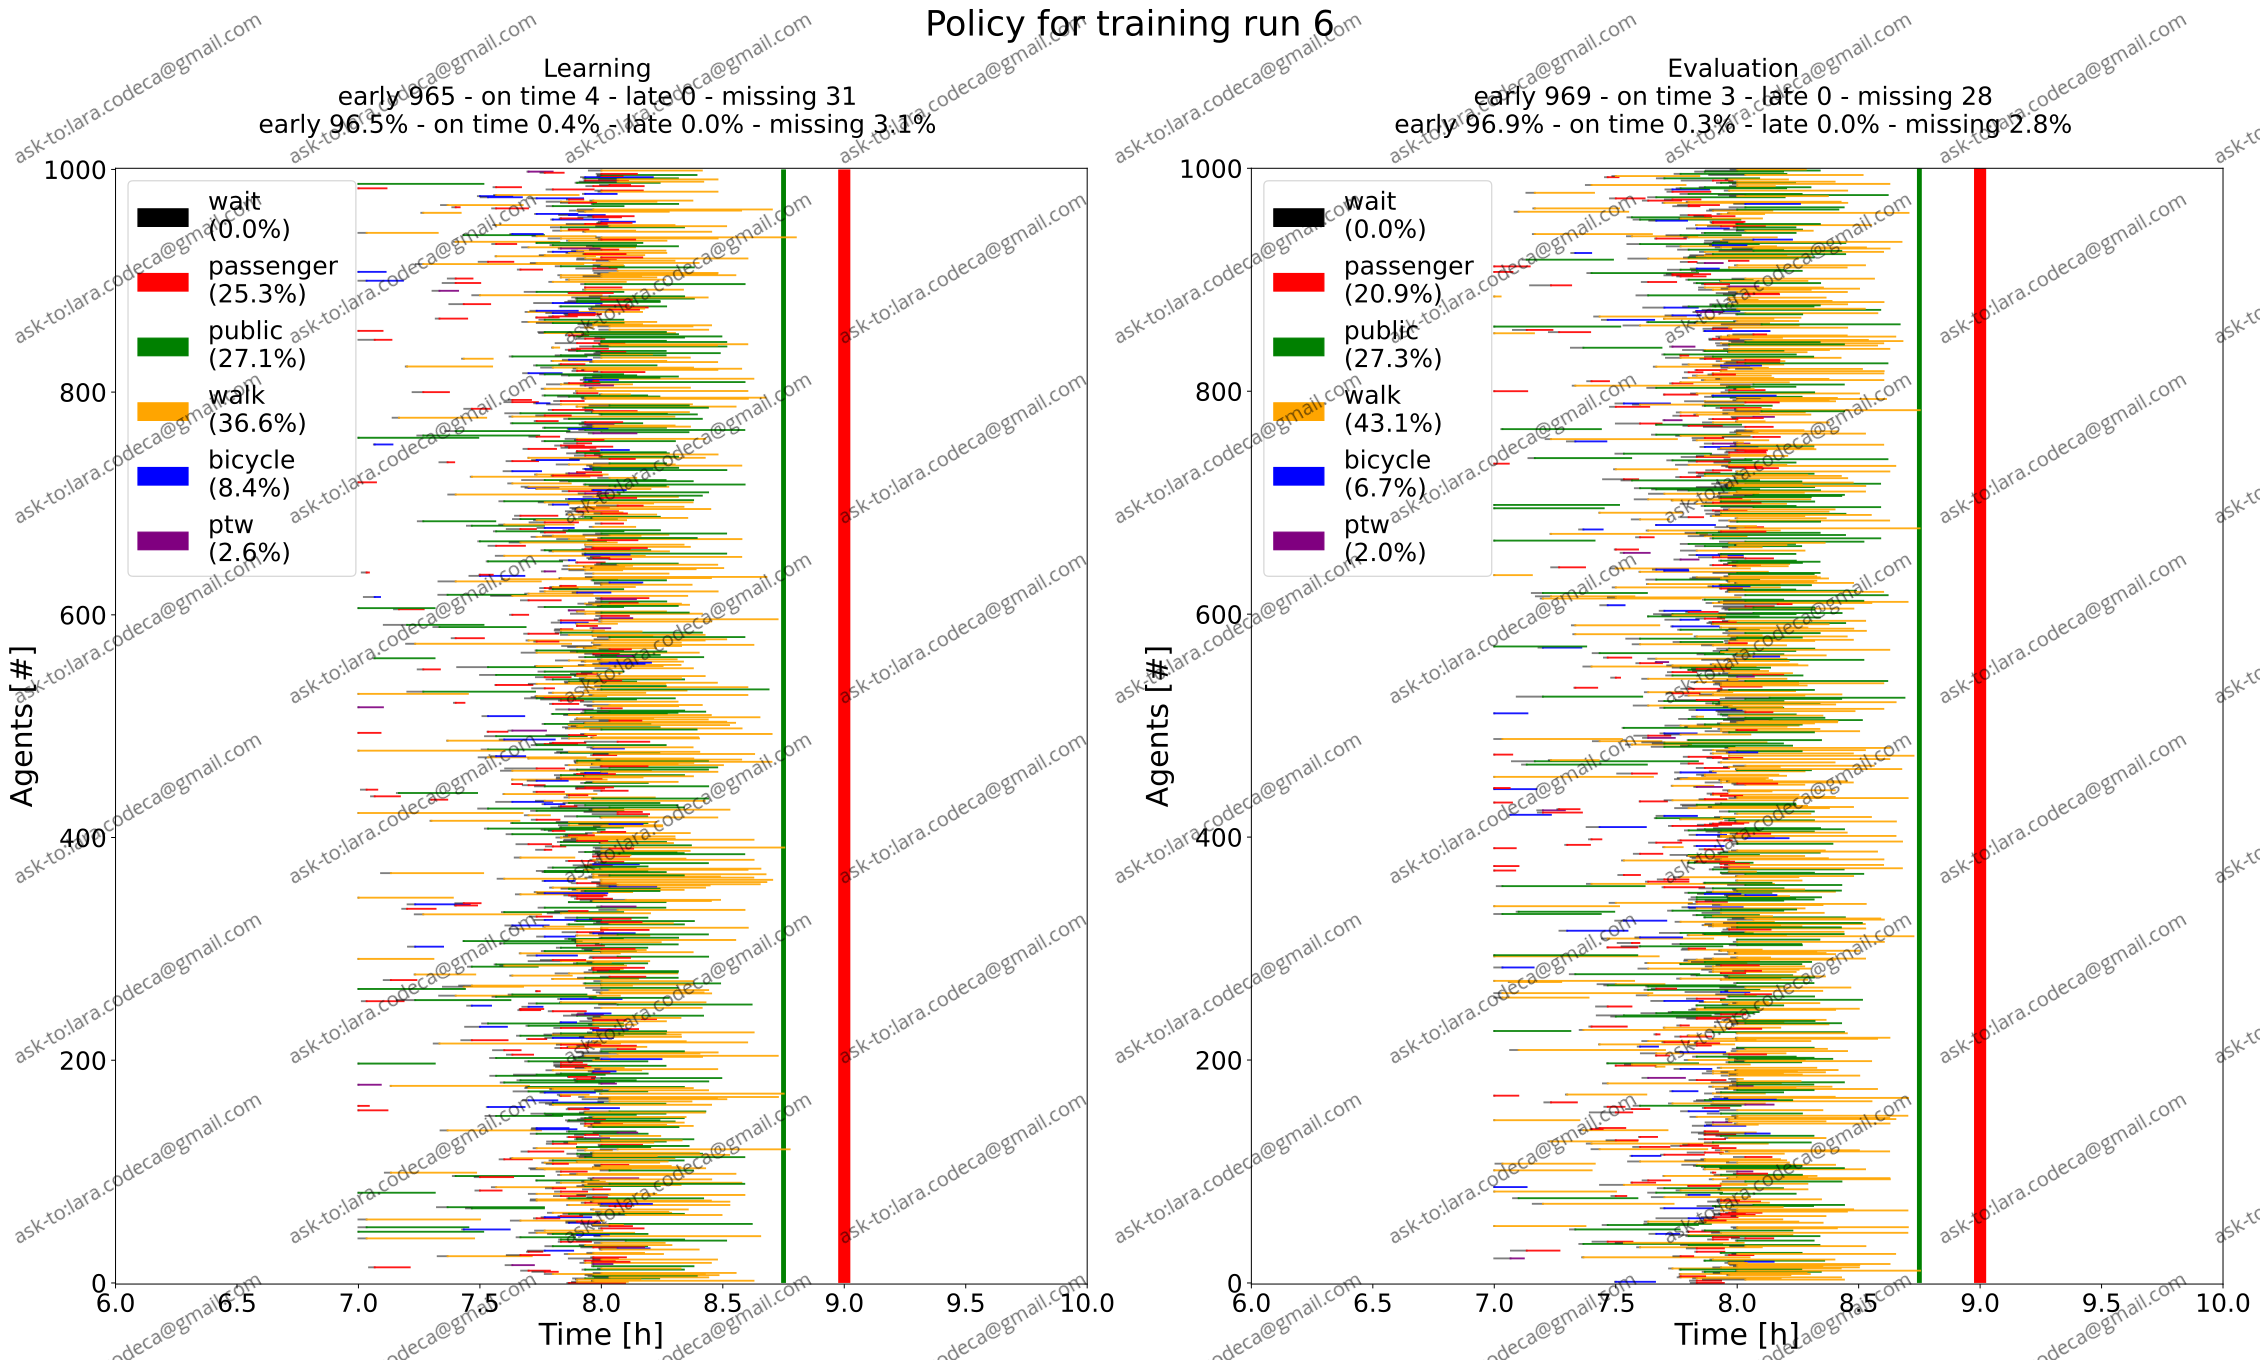 Policy for training run 6
Learning
early 965 - on time 4 - late 0 - missing 31
early 96.5% - on time 0.4% - late 0.0% - missing 3.1%
1000
800
600
400
200
0
Agents [#]
wait
(0.0%)
passenger
(25.3%)
public
(27.1%)
walk
(36.6%)
bicycle
(8.4%)
ptw
(2.6%)
6.0 6.5 7.0 7.5 8.0 8.5 9.0 9.5 10.0
Time [h]
Evaluation
early 969 - on time 3 - late 0 - missing 28
early 96.9% - on time 0.3% - late 0.0% - missing 2.8%
1000
800
600
400
200
0
Agents [#]
wait
(0.0%)
passenger
(20.9%)
public
(27.3%)
walk
(43.1%)
bicycle
(6.7%)
ptw
(2.0%)
6.0 6.5 7.0 7.5 8.0 8.5 9.0 9.5 10.0
Time [h]
ask-to:lara.codeca@gmail.com